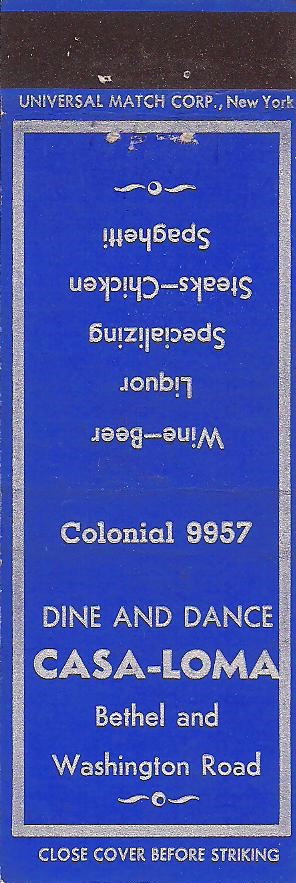 UNIVERSAL MATCH CORP., New York
Wine—Beer
Liquor
Specializing
Steaks—Chicken
Spaghetti
Colonial 9957
DINE AND DANCE
CASA-LOMA
Bethel and
Washington Road
CLOSE COVER BEFORE STRIKING